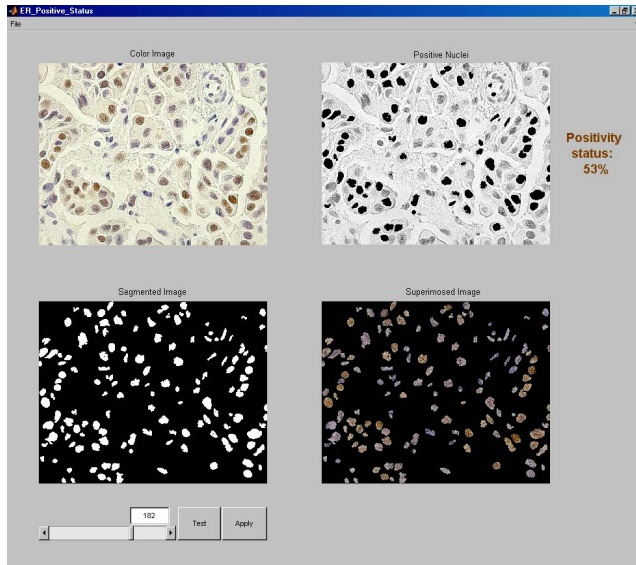 ER_Positive_Status
File
Color Image
Positive Nuclei
Positivity
status:
53%
Segmented Image
Superimosed Image
182
Test
Apply